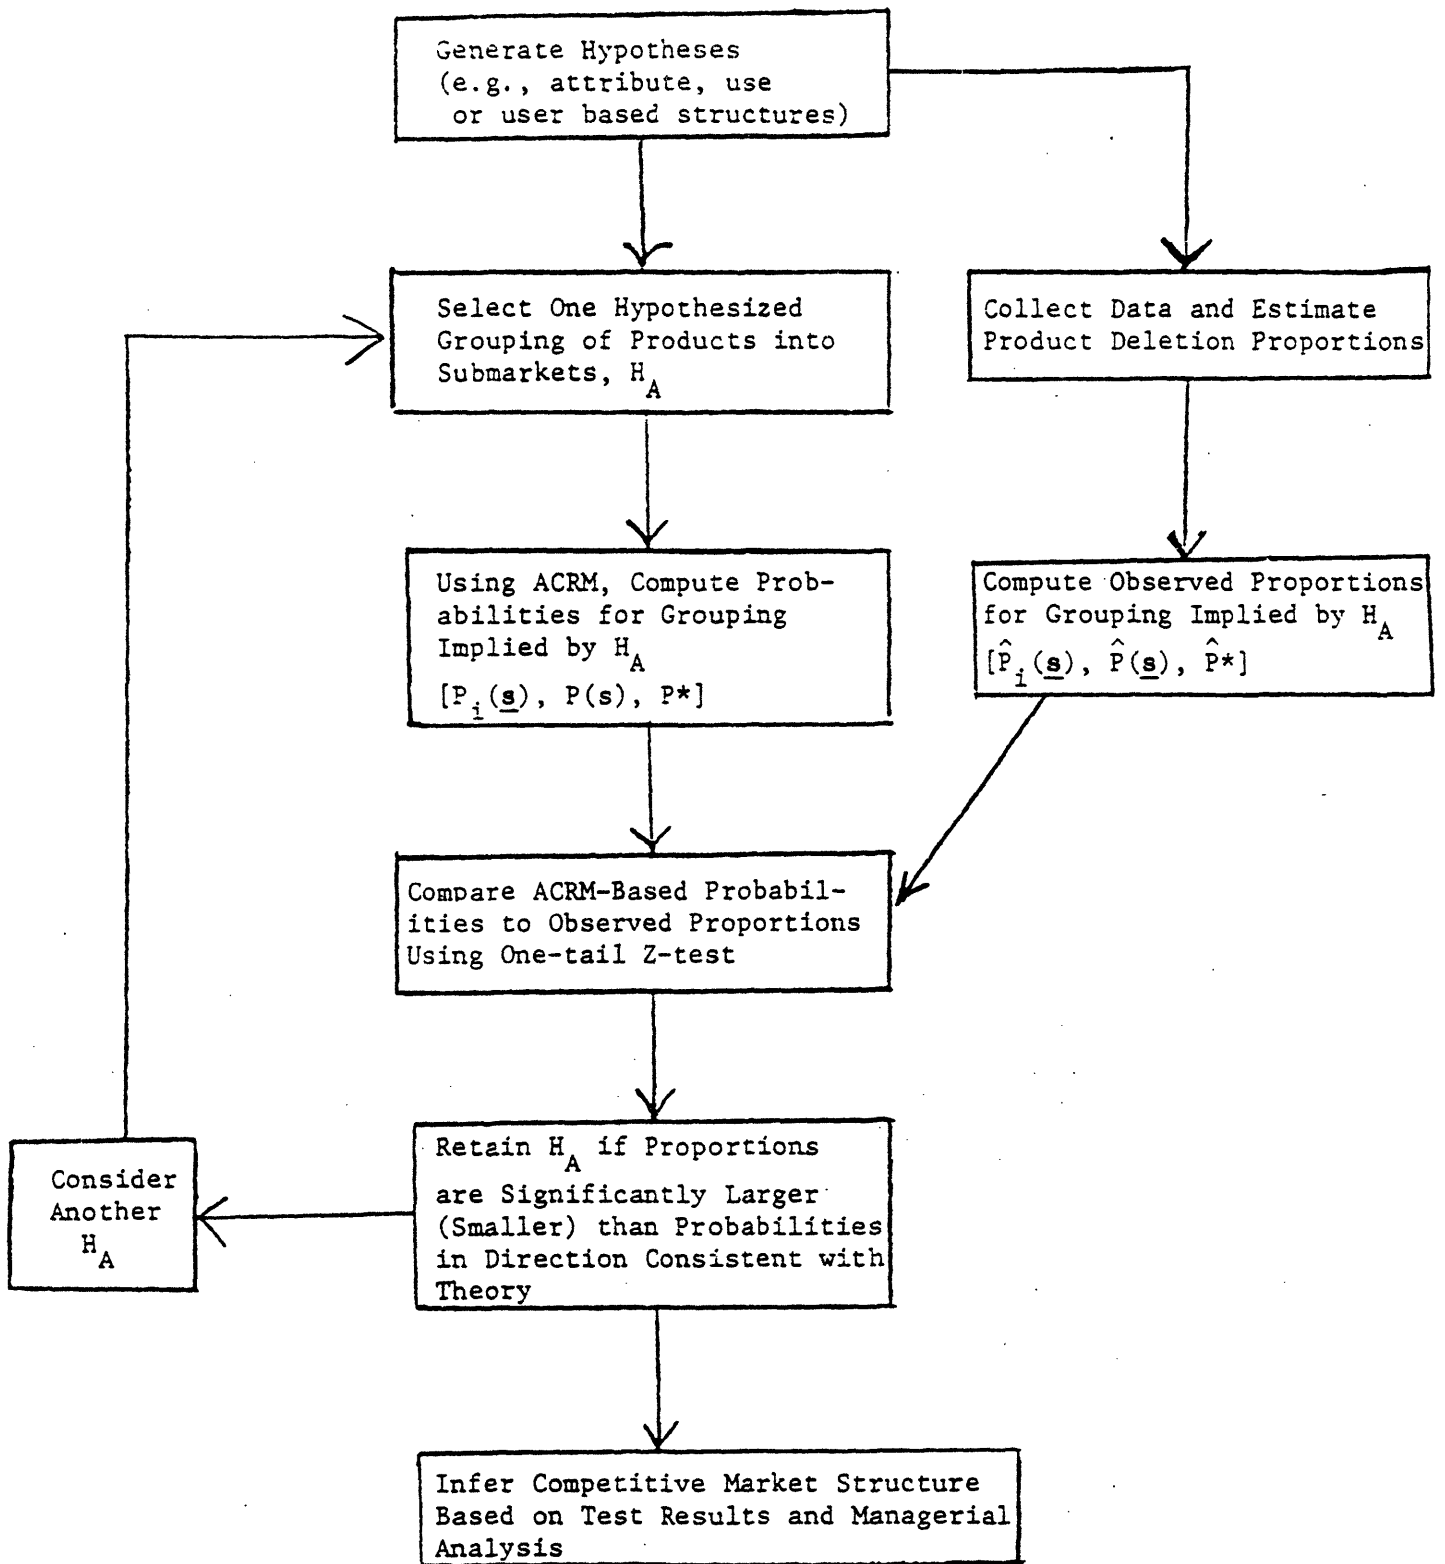 Generate Hypotheses
(e.g., attribute, use
or user based structures)
Select One Hypothesized
Grouping of Products into
Submarkets, H_A
Collect Data and Estimate
Product Deletion Proportions
Using ACRM, Compute Prob-
abilities for Grouping
Implied by H_A
[P_i(s), P(s), P*]
Compute Observed Proportions
for Grouping Implied by H_A
[P̂_i(s), P̂(s), P̂*]
Compare ACRM-Based Probabil-
ities to Observed Proportions
Using One-tail Z-test
Retain H_A if Proportions
are Significantly Larger
(Smaller) than Probabilities
in Direction Consistent with
Theory
Consider
Another
H_A
Infer Competitive Market Structure
Based on Test Results and Managerial
Analysis